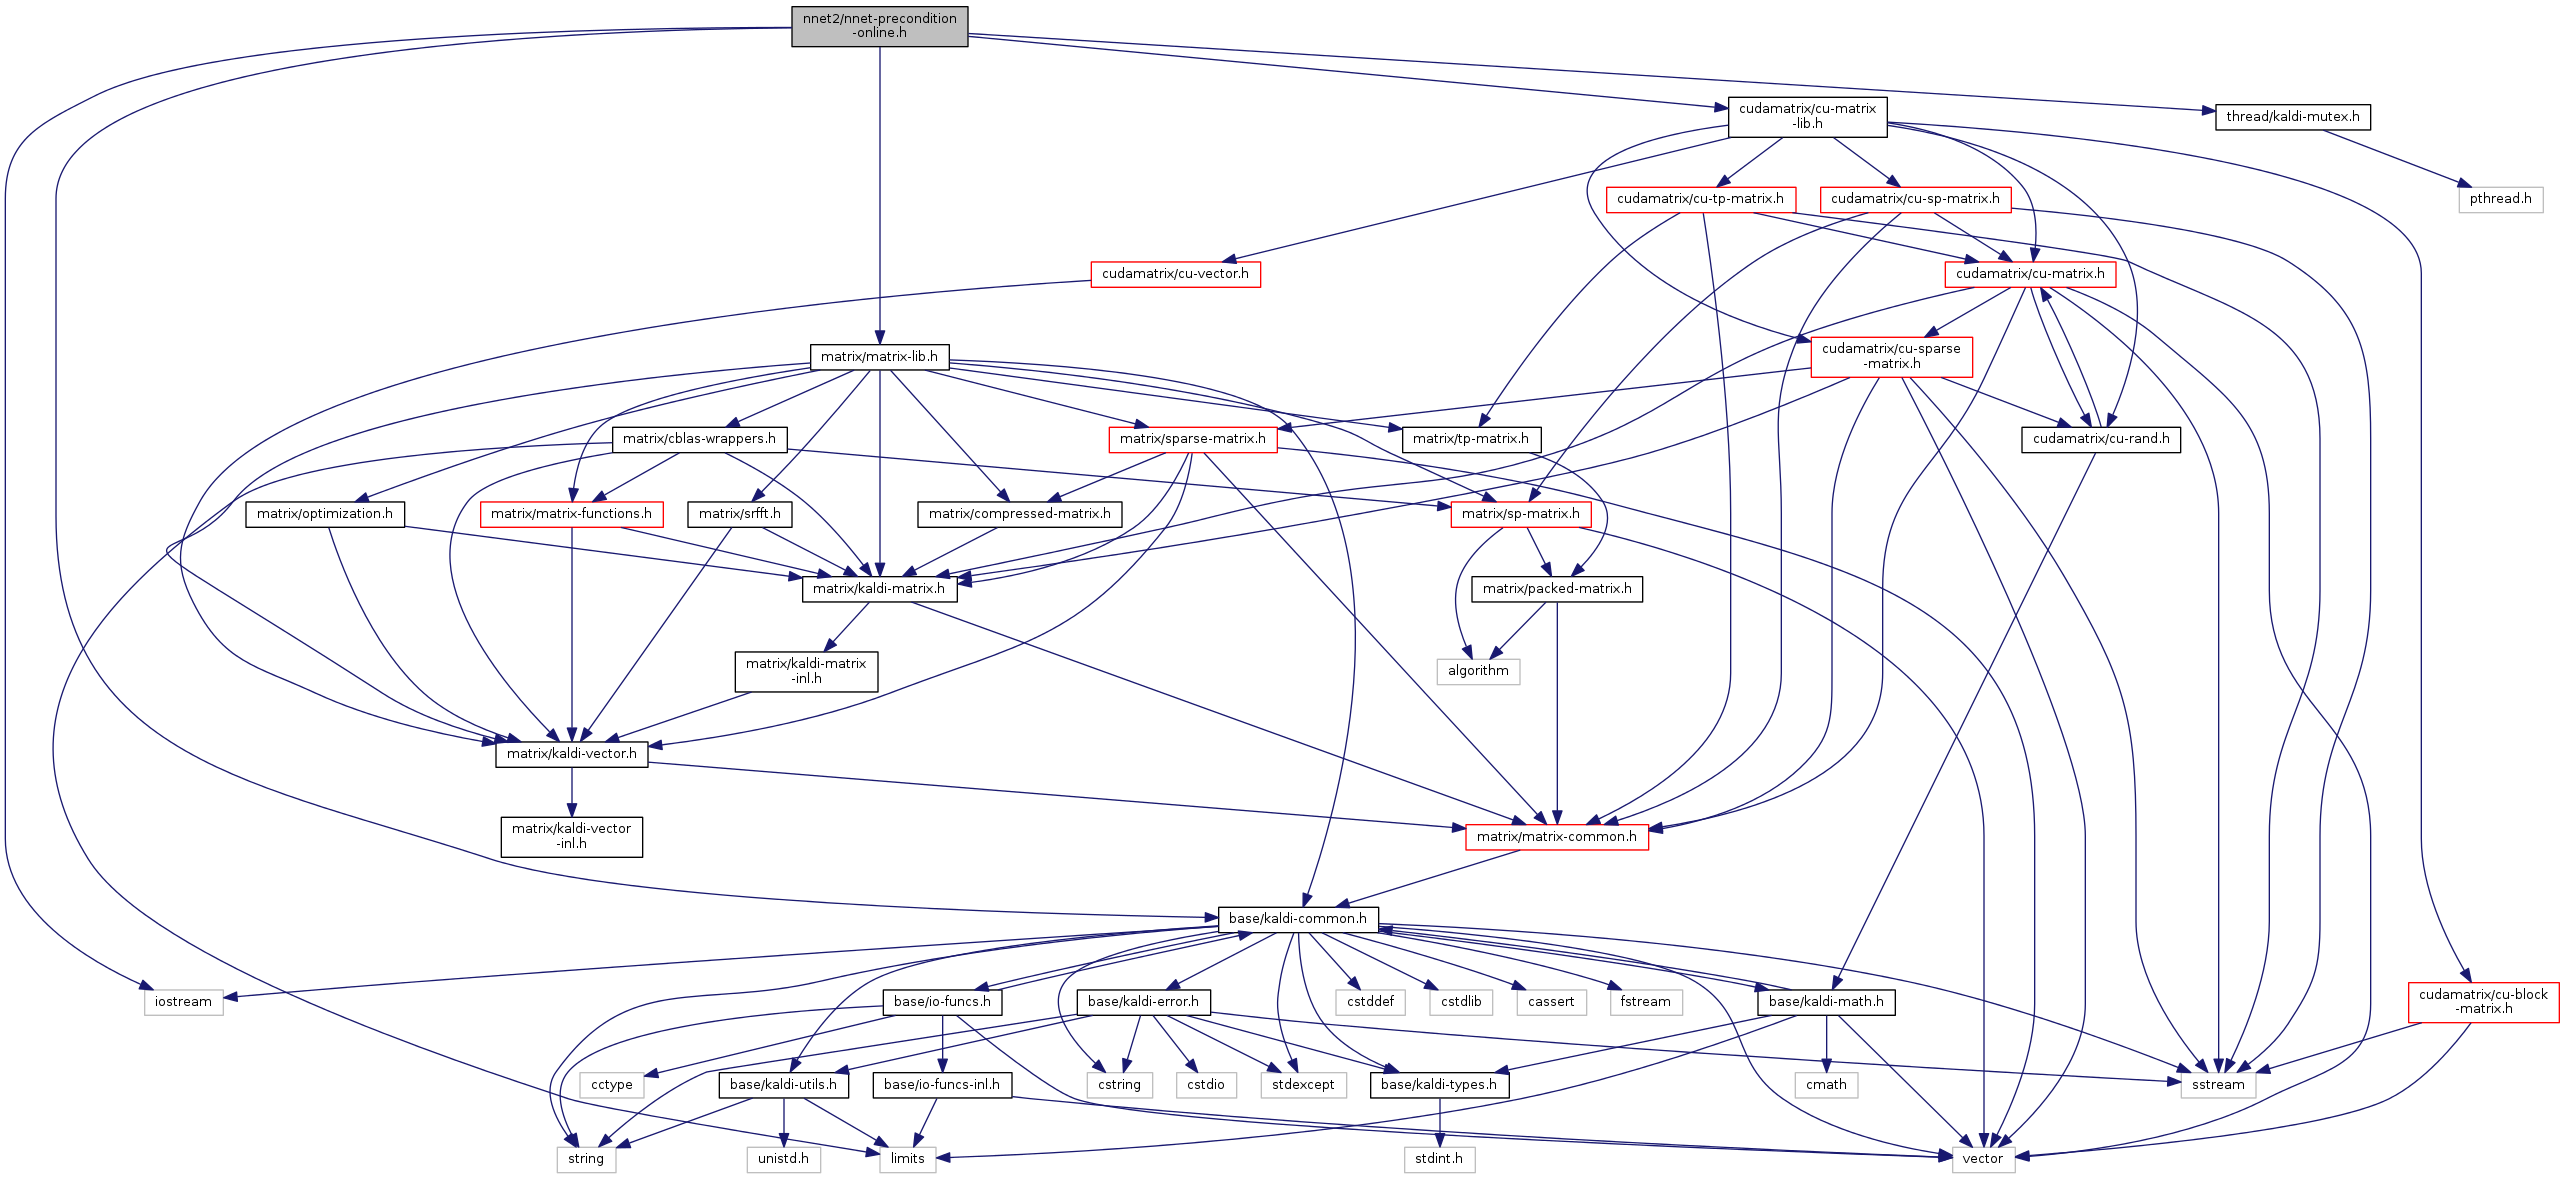 nnet2/nnet-precondition
-online.h
cudamatrix/cu-matrix
-lib.h
thread/kaldi-mutex.h
cudamatrix/cu-tp-matrix.h
cudamatrix/cu-sp-matrix.h
pthread.h
cudamatrix/cu-vector.h
cudamatrix/cu-matrix.h
matrix/matrix-lib.h
cudamatrix/cu-sparse
-matrix.h
matrix/cblas-wrappers.h
matrix/sparse-matrix.h
matrix/tp-matrix.h
cudamatrix/cu-rand.h
matrix/optimization.h
matrix/matrix-functions.h
matrix/srfft.h
matrix/compressed-matrix.h
matrix/sp-matrix.h
matrix/kaldi-matrix.h
matrix/packed-matrix.h
matrix/kaldi-matrix
-inl.h
algorithm
matrix/kaldi-vector.h
matrix/kaldi-vector
-inl.h
matrix/matrix-common.h
base/kaldi-common.h
iostream
base/io-funcs.h
base/kaldi-error.h
cstddef
cstdlib
cassert
fstream
base/kaldi-math.h
cudamatrix/cu-block
-matrix.h
cctype
base/kaldi-utils.h
base/io-funcs-inl.h
cstring
cstdio
stdexcept
base/kaldi-types.h
cmath
sstream
string
unistd.h
limits
stdint.h
vector